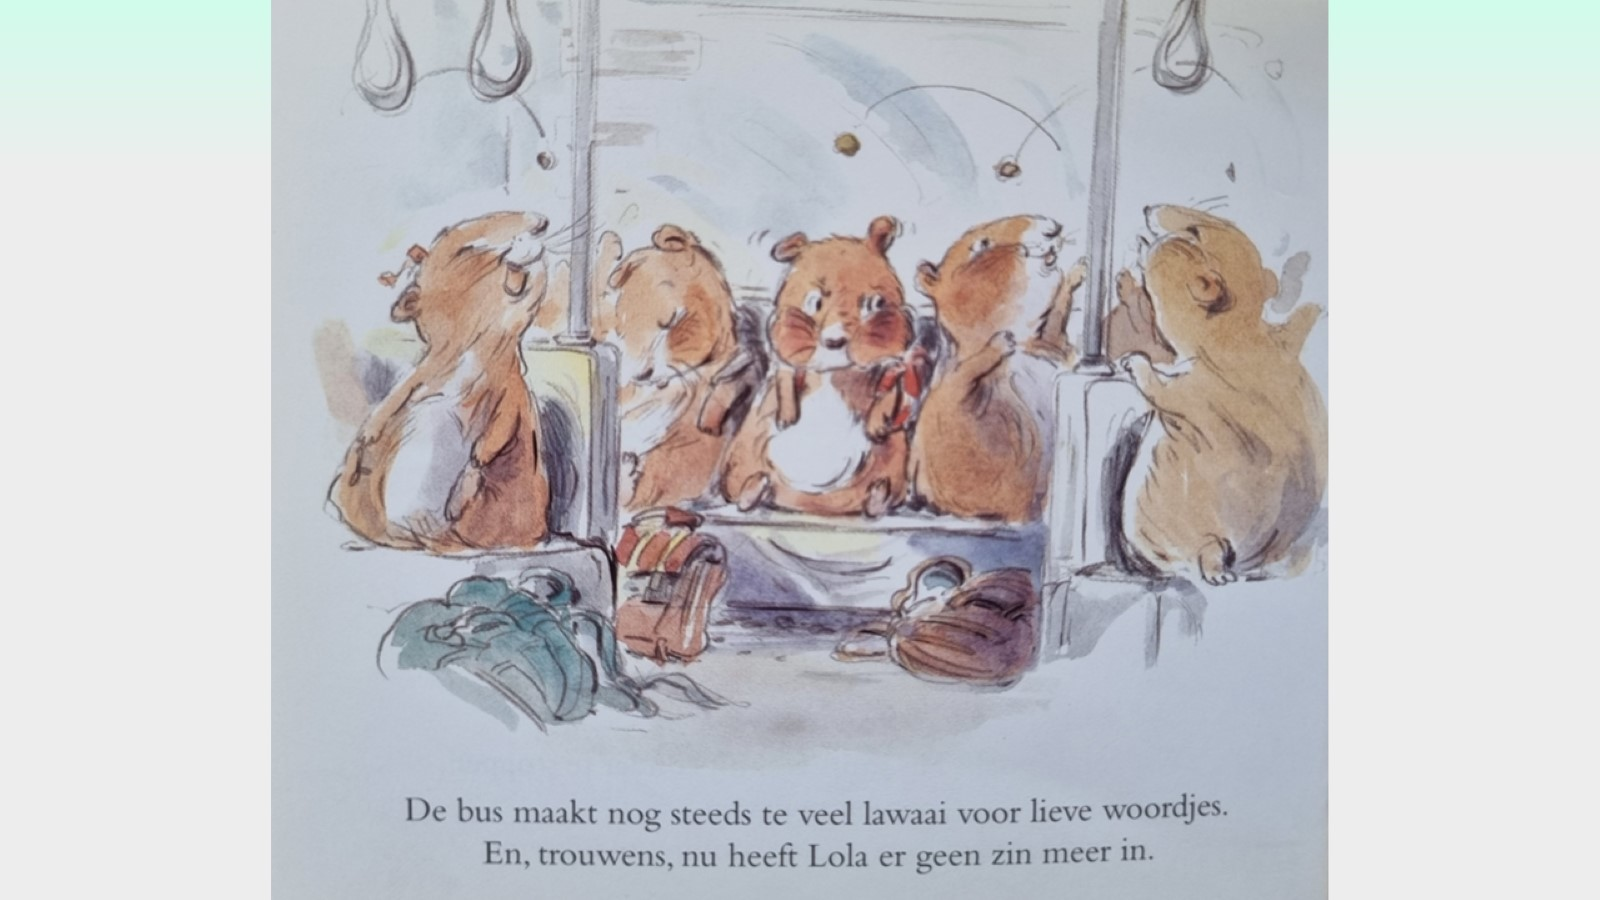 De bus maakt nog steeds te veel lawaai voor lieve woordjes.
En, trouwens, nu heeft Lola er geen zin meer in.